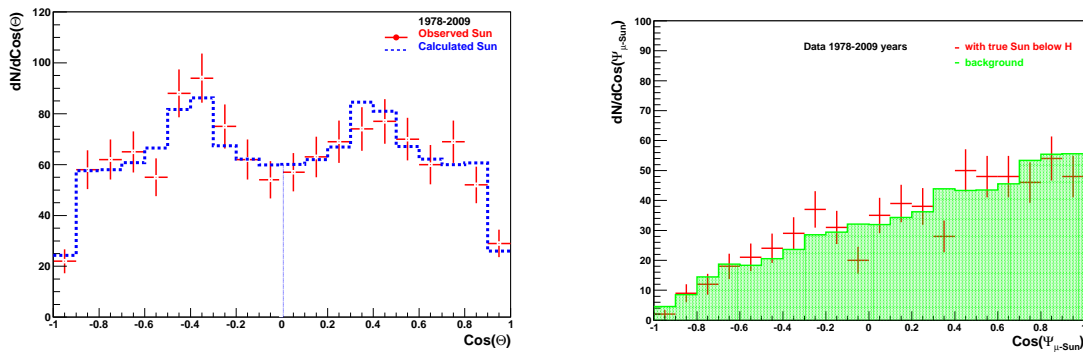 dN/dCos(Θ)
120
100
80
60
40
20
0
1978-2009
Observed Sun
Calculated Sun
-1 -0.8 -0.6 -0.4 -0.2 0 0.2 0.4 0.6 0.8 1
Cos(Θ)
dN/dCos(Ψμ-Sun)
100
90
80
70
60
50
40
30
20
10
0
Data 1978-2009 years
with true Sun below H
background
-1 -0.8 -0.6 -0.4 -0.2 0 0.2 0.4 0.6 0.8 1
Cos(Ψμ-Sun)